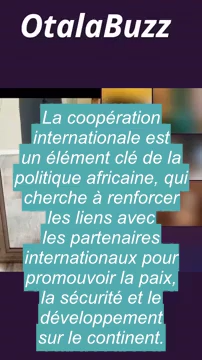 OtalaBuzz
La coopération
internationale est
un élément clé de la
politique africaine, qui
cherche à renforcer
les liens avec
les partenaires
internationaux pour
promouvoir la paix,
la sécurité et le
développement
sur le continent.